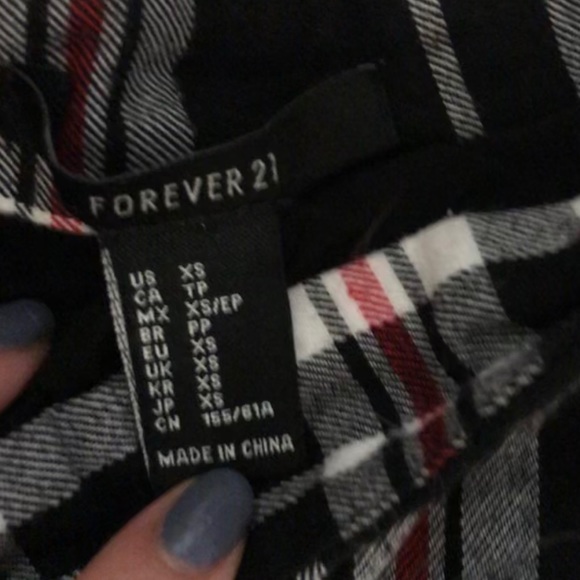 FOREVER 21
US XS
CA TP
MX XS/EP
BR PP
EU XS
UK XS
KR XS
JP XS
CN 155/61A
MADE IN CHINA